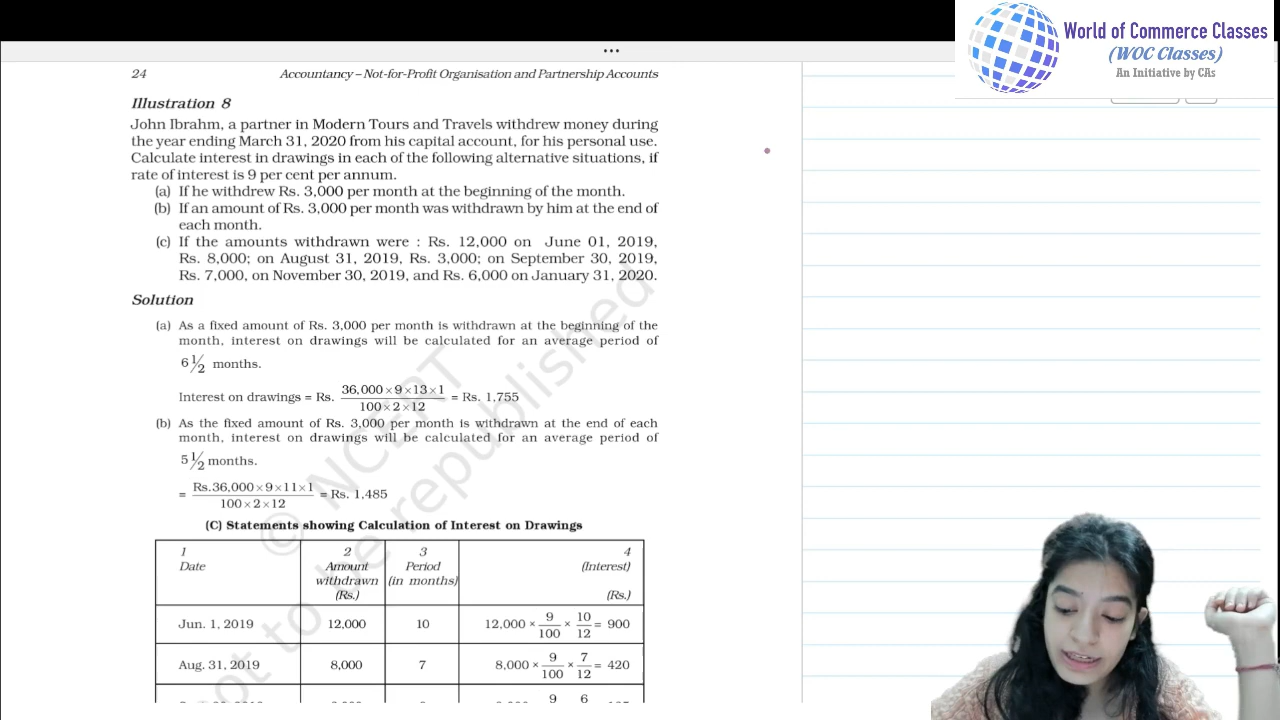 •••
World of Commerce Classes
(WOC Classes)
An Initiative by CAs
24 Accountancy – Not-for-Profit Organisation and Partnership Accounts
Illustration 8
John Ibrahm, a partner in Modern Tours and Travels withdrew money during
the year ending March 31, 2020 from his capital account, for his personal use.
Calculate interest in drawings in each of the following alternative situations, if
rate of interest is 9 per cent per annum.
(a) If he withdrew Rs. 3,000 per month at the beginning of the month.
(b) If an amount of Rs. 3,000 per month was withdrawn by him at the end of
each month.
(c) If the amounts withdrawn were : Rs. 12,000 on June 01, 2019,
Rs. 8,000; on August 31, 2019, Rs. 3,000; on September 30, 2019,
Rs. 7,000, on November 30, 2019, and Rs. 6,000 on January 31, 2020.
Solution
(a) As a fixed amount of Rs. 3,000 per month is withdrawn at the beginning of the
month, interest on drawings will be calculated for an average period of
6 1/2 months.
Interest on drawings = Rs. 36,000 × 9 × 13 × 1 / 100 × 2 × 12 = Rs. 1,755
(b) As the fixed amount of Rs. 3,000 per month is withdrawn at the end of each
month, interest on drawings will be calculated for an average period of
5 1/2 months.
= Rs.36,000 × 9 × 11 × 1 / 100 × 2 × 12 = Rs. 1,485
(C) Statements showing Calculation of Interest on Drawings
1 2 3 4
Date Amount Period (Interest)
withdrawn (in months)
(Rs.) (Rs.)
Jun. 1, 2019 12,000 10 12,000 × 9/100 × 10/12 = 900
Aug. 31, 2019 8,000 7 8,000 × 9/100 × 7/12 = 420
9 6
© NCERT
not to be republished